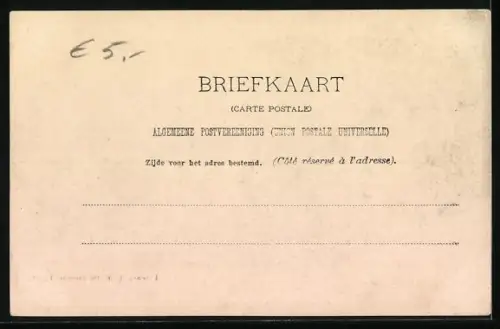 € 5,-
BRIEFKAART
(CARTE POSTALE)
ALGEMEENE POSTVEREENIGING (UNION POSTALE UNIVERSELLE)
Zijde voor het adres bestemd. (Côté réservé à l'adresse).